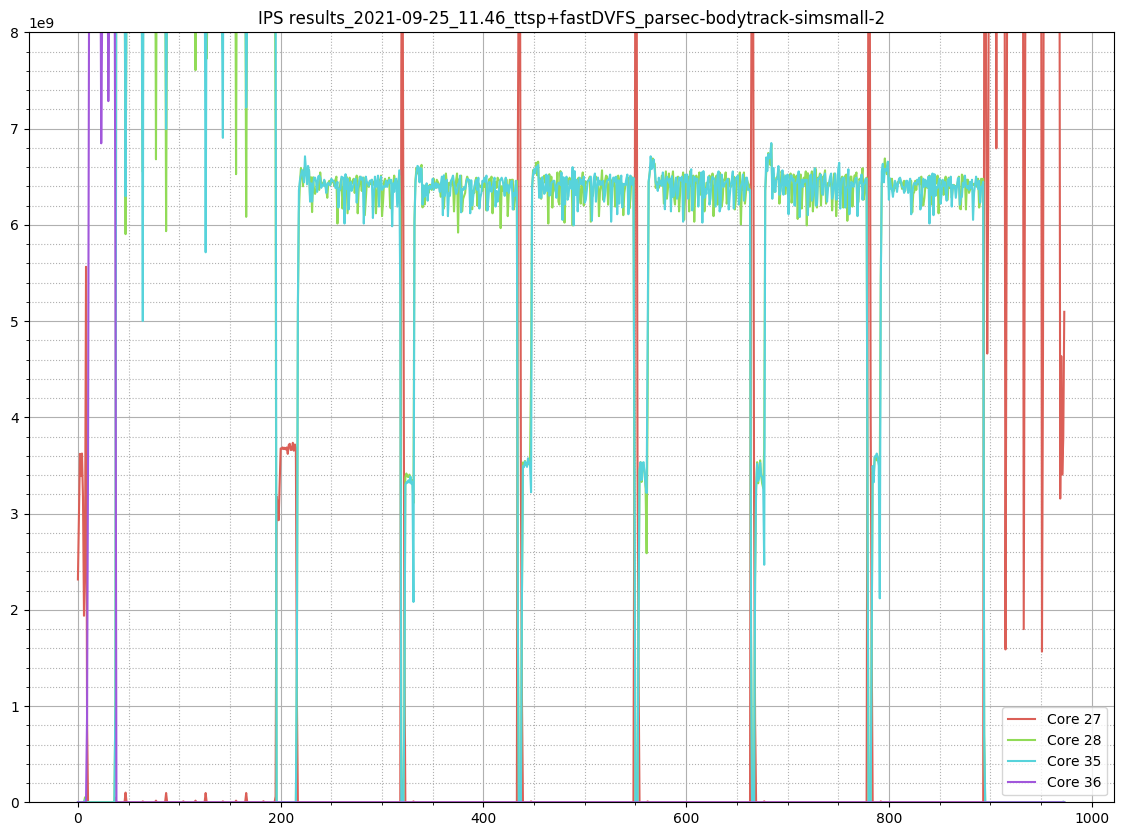 IPS results_2021-09-25_11.46_ttsp+fastDVFS_parsec-bodytrack-simsmall-2
1e9
8
7
6
5
4
3
2
1
0
Core 27
Core 28
Core 35
Core 36
0 200 400 600 800 1000